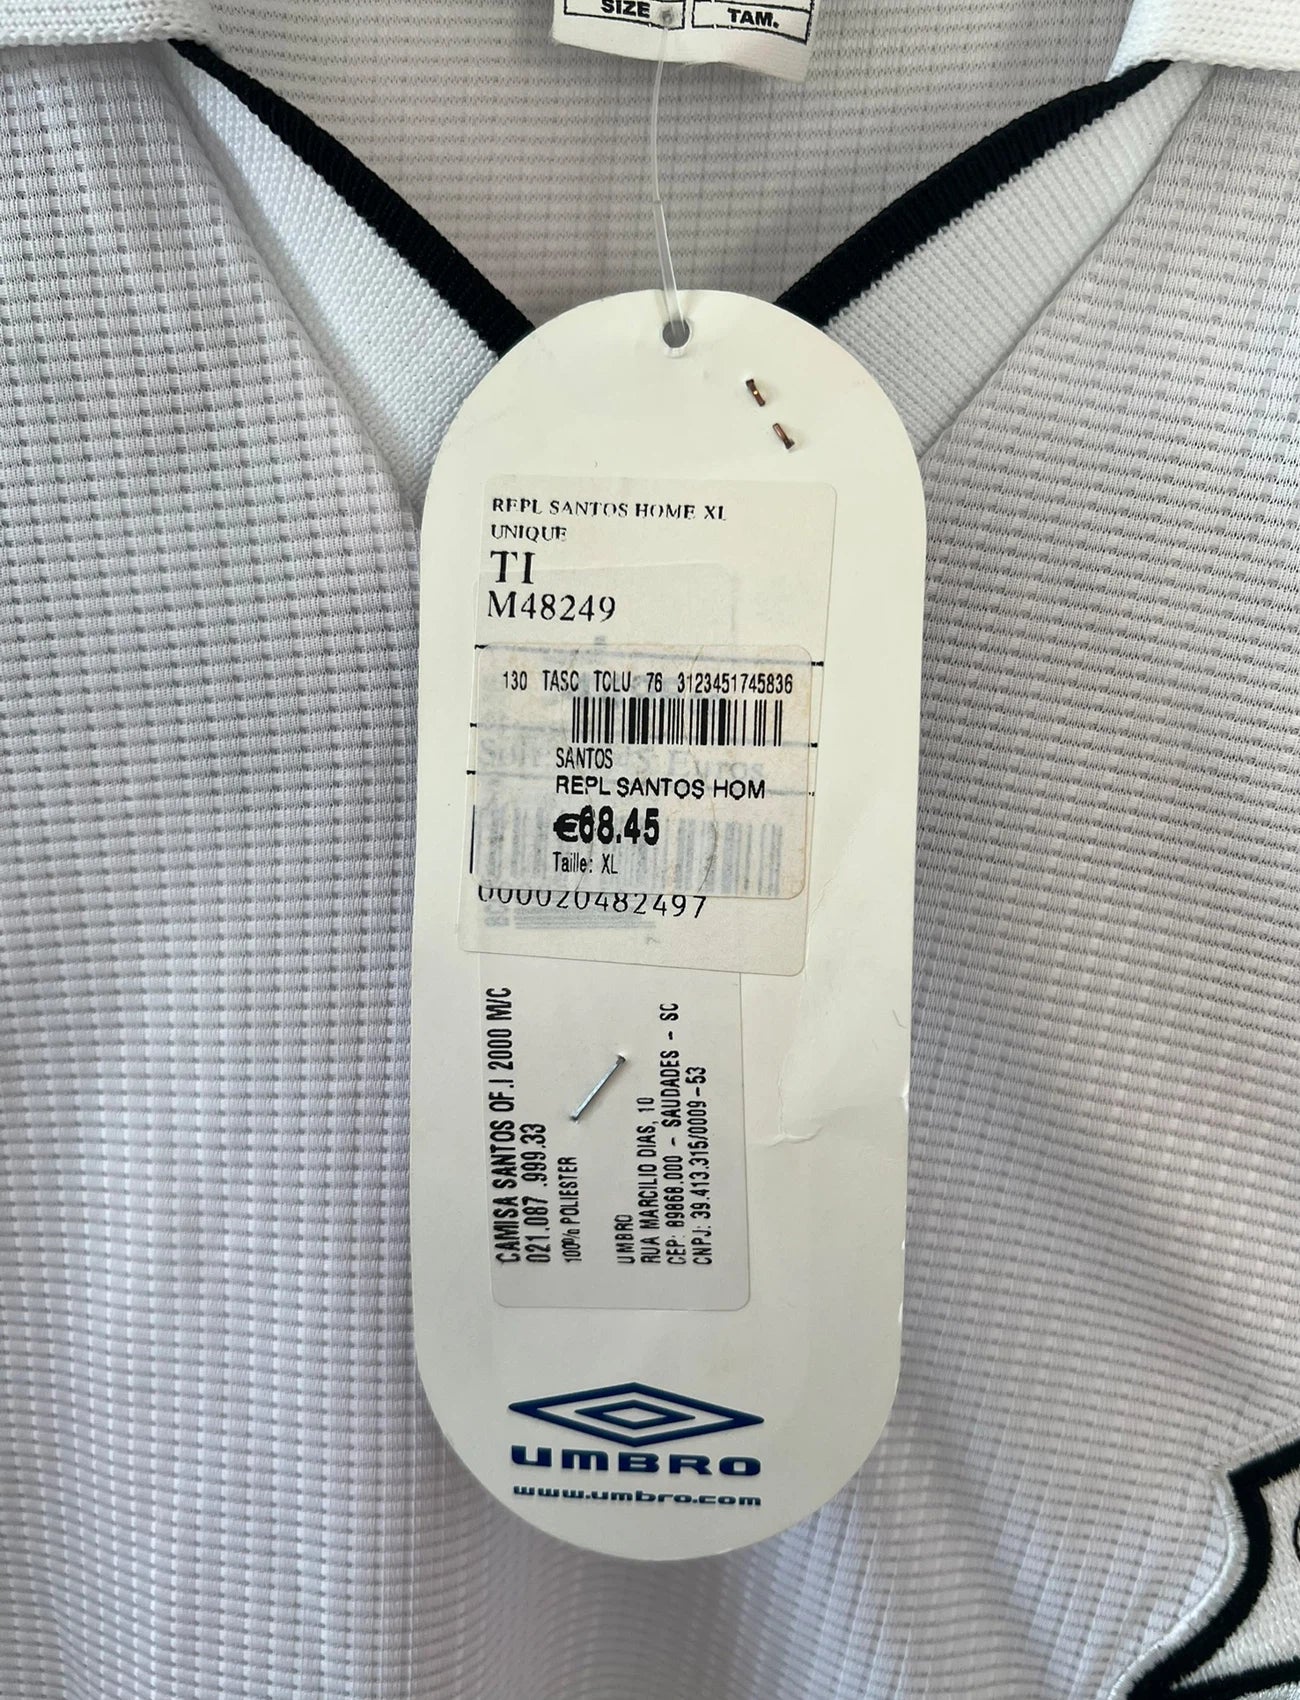 SIZE
TAM.
REPL SANTOS HOME XL
UNIQUE
TI
M48249
130 TASC TCLU 76 3123451745836
SANTOS
REPL SANTOS HOM
€68.45
Taille: XL
000020482497
CAMISA SANTOS OF.I 2000 M/C
021.087 .999.33
100% POLIESTER
UMBRO
RUA MARCILIO DIAS, 10
CEP: 89868.000 - SAUDADES - SC
CNPJ: 39.413.315/0009-53
UMBRO
www.umbro.com